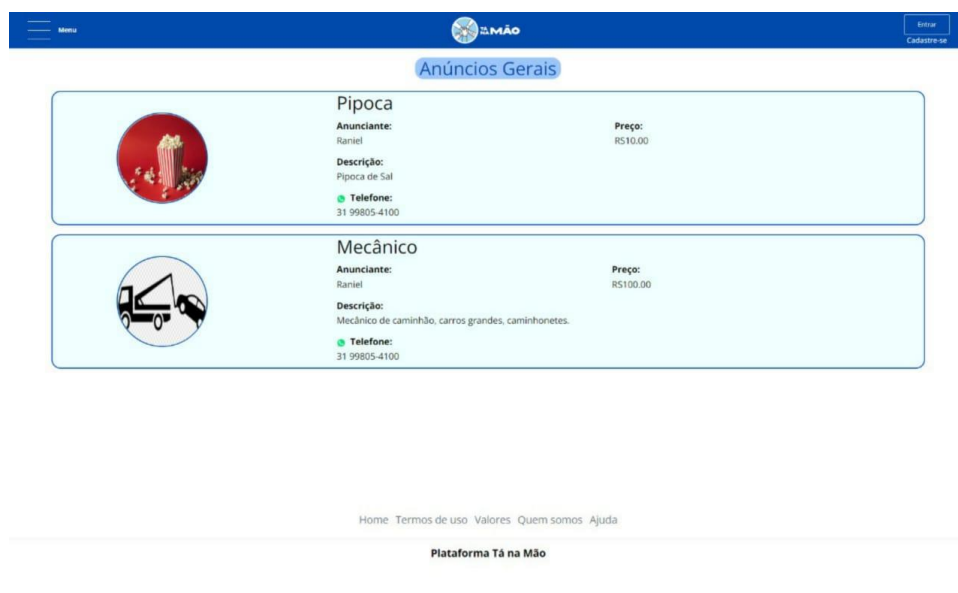 Menu
TÁ NA MÃO
Entrar
Cadastre-se
Anúncios Gerais
Pipoca
Anunciante:
Preço:
Raniel
R$10.00
Descrição:
Pipoca de Sal
Telefone:
31 99805-4100
Mecânico
Anunciante:
Preço:
Raniel
R$100.00
Descrição:
Mecânico de caminhão, carros grandes, caminhonetes.
Telefone:
31 99805-4100
Home Termos de uso Valores Quem somos Ajuda
Plataforma Tá na Mão